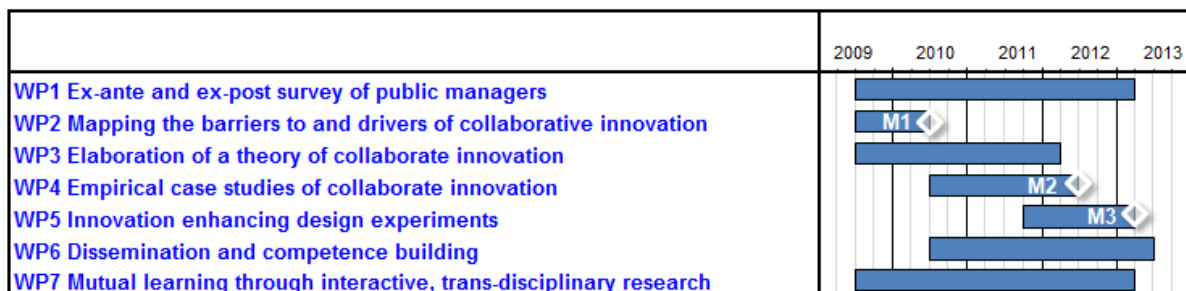 2009 2010 2011 2012 2013
WP1 Ex-ante and ex-post survey of public managers
WP2 Mapping the barriers to and drivers of collaborative innovation M1
WP3 Elaboration of a theory of collaborate innovation
WP4 Empirical case studies of collaborate innovation M2
WP5 Innovation enhancing design experiments M3
WP6 Dissemination and competence building
WP7 Mutual learning through interactive, trans-disciplinary research